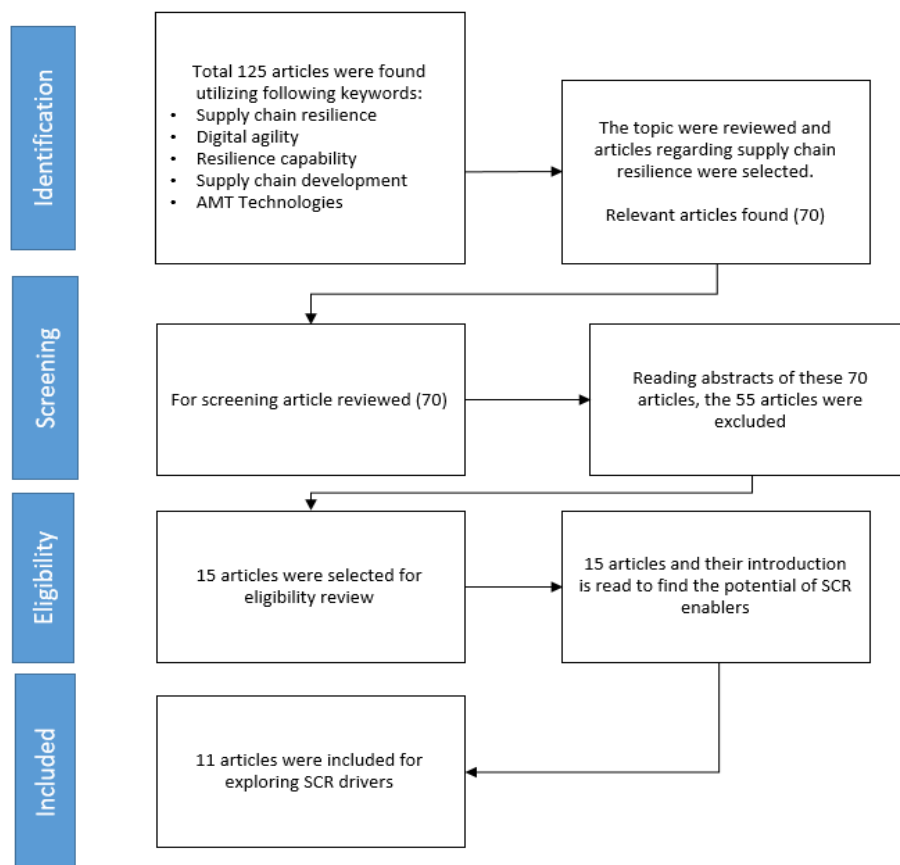 Identification
Total 125 articles were found
utilizing following keywords:
• Supply chain resilience
• Digital agility
• Resilience capability
• Supply chain development
• AMT Technologies
The topic were reviewed and
articles regarding supply chain
resilience were selected.
Relevant articles found (70)
Screening
For screening article reviewed (70)
Reading abstracts of these 70
articles, the 55 articles were
excluded
Eligibility
15 articles were selected for
eligibility review
15 articles and their introduction
is read to find the potential of SCR
enablers
Included
11 articles were included for
exploring SCR drivers